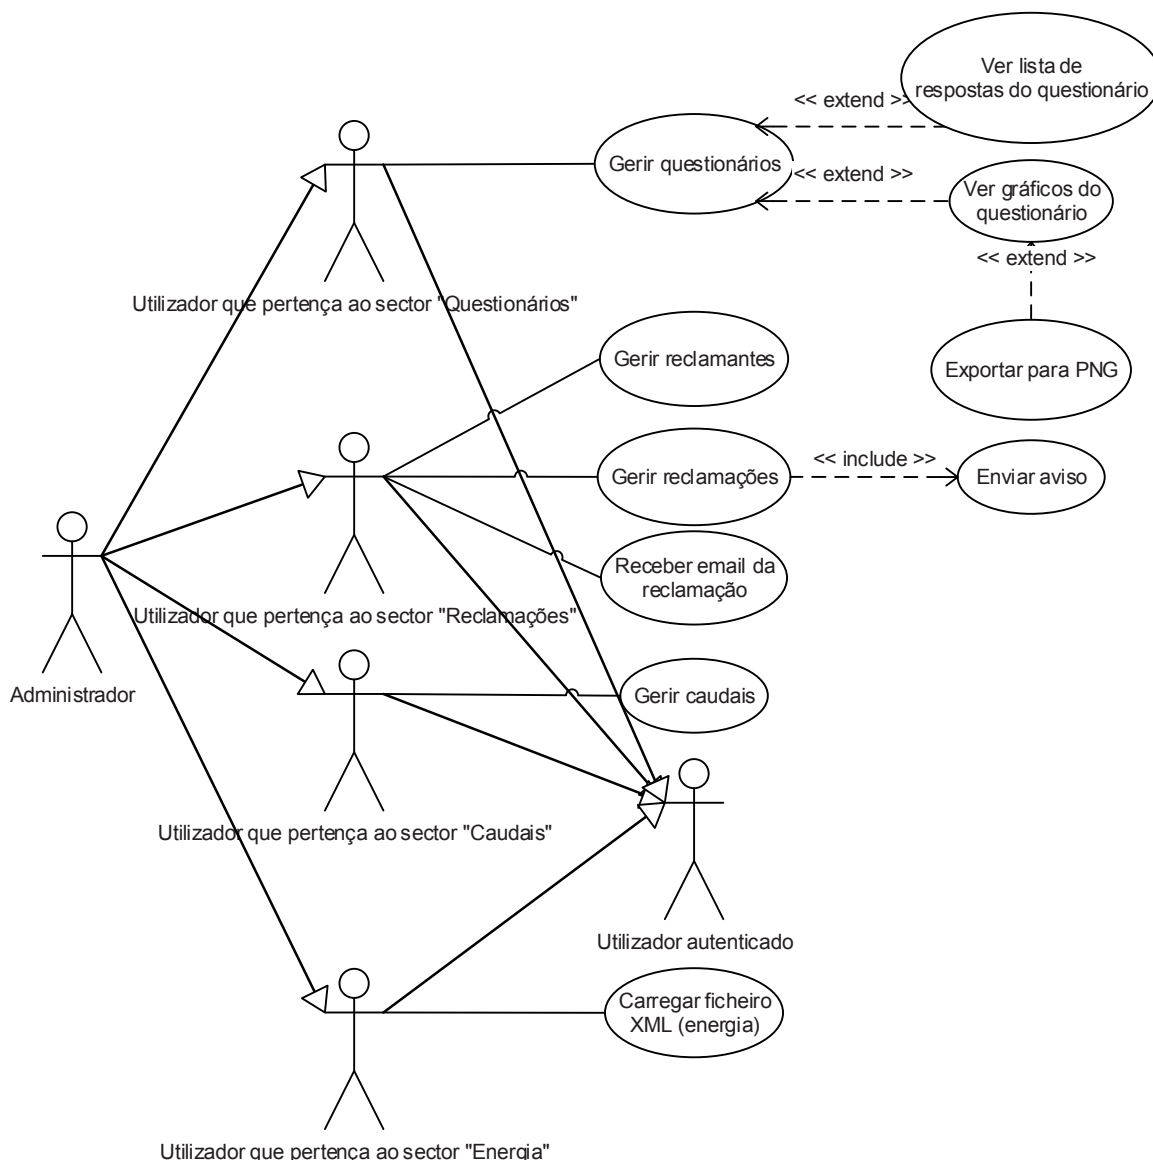 Ver lista de
respostas do questionário
<< extend >>
Gerir questionários
<< extend >>
Ver gráficos do
questionário
<< extend >>
Utilizador que pertença ao sector "Questionários"
Gerir reclamantes
Exportar para PNG
Gerir reclamações
<< include >>
Enviar aviso
Receber email da
reclamação
Utilizador que pertença ao sector "Reclamações"
Administrador
Gerir caudais
Utilizador que pertença ao sector "Caudais"
Utilizador autenticado
Carregar ficheiro
XML (energia)
Utilizador que pertença ao sector "Energia"